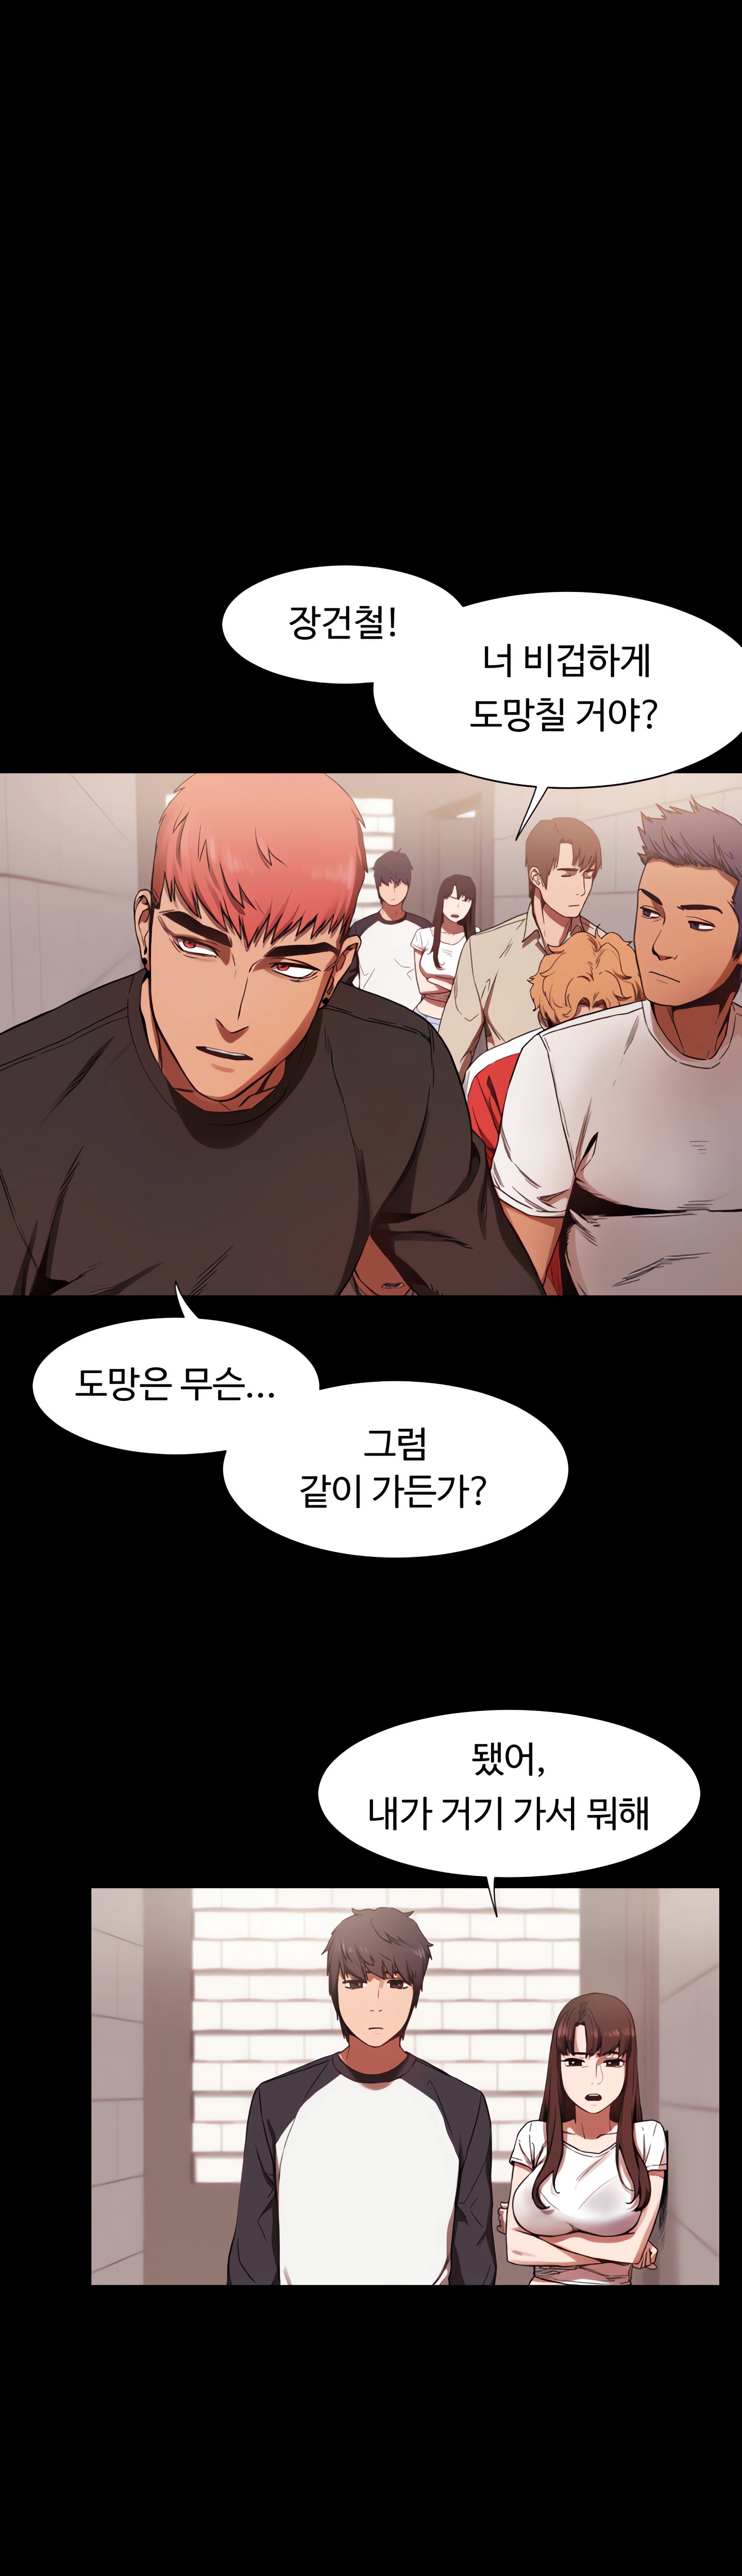 장건철!
너 비겁하게
도망칠 거야?
도망은 무슨...
그럼
같이 가든가?
됐어,
내가 거기 가서 뭐해